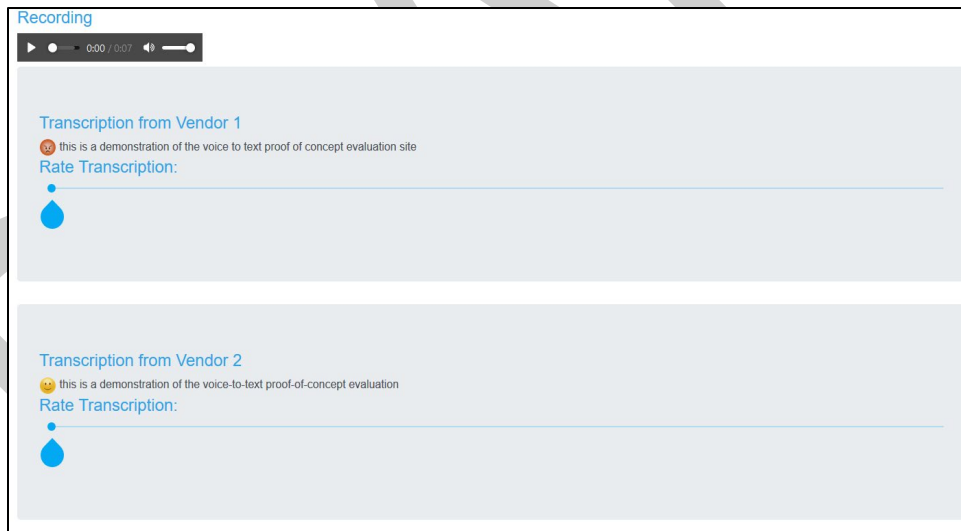 Recording
0:00 / 0:07
Transcription from Vendor 1
this is a demonstration of the voice to text proof of concept evaluation site
Rate Transcription:
Transcription from Vendor 2
this is a demonstration of the voice-to-text proof-of-concept evaluation
Rate Transcription: